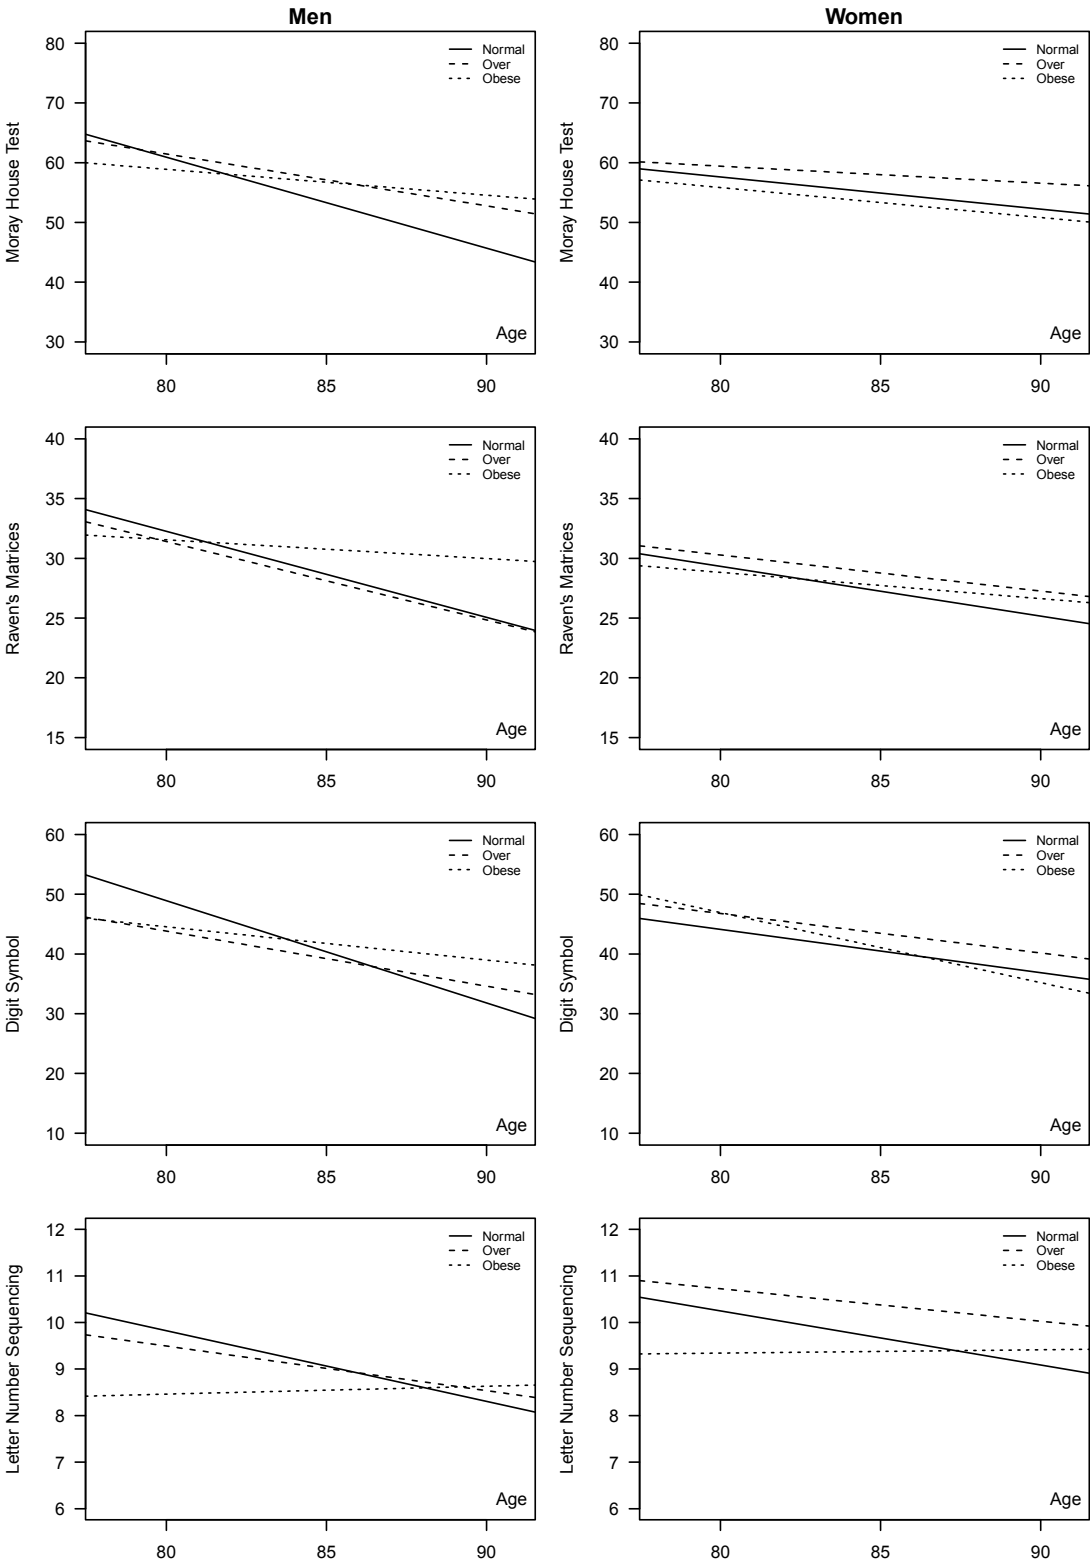 Men
Women
Moray House Test
80
70
60
50
40
30
Normal
Over
Obese
Age
80
85
90
Moray House Test
80
70
60
50
40
30
Normal
Over
Obese
Age
80
85
90
Raven's Matrices
40
35
30
25
20
15
Normal
Over
Obese
Age
80
85
90
Raven's Matrices
40
35
30
25
20
15
Normal
Over
Obese
Age
80
85
90
Digit Symbol
60
50
40
30
20
10
Normal
Over
Obese
Age
80
85
90
Digit Symbol
60
50
40
30
20
10
Normal
Over
Obese
Age
80
85
90
Letter Number Sequencing
12
11
10
9
8
7
6
Normal
Over
Obese
Age
80
85
90
Letter Number Sequencing
12
11
10
9
8
7
6
Normal
Over
Obese
Age
80
85
90